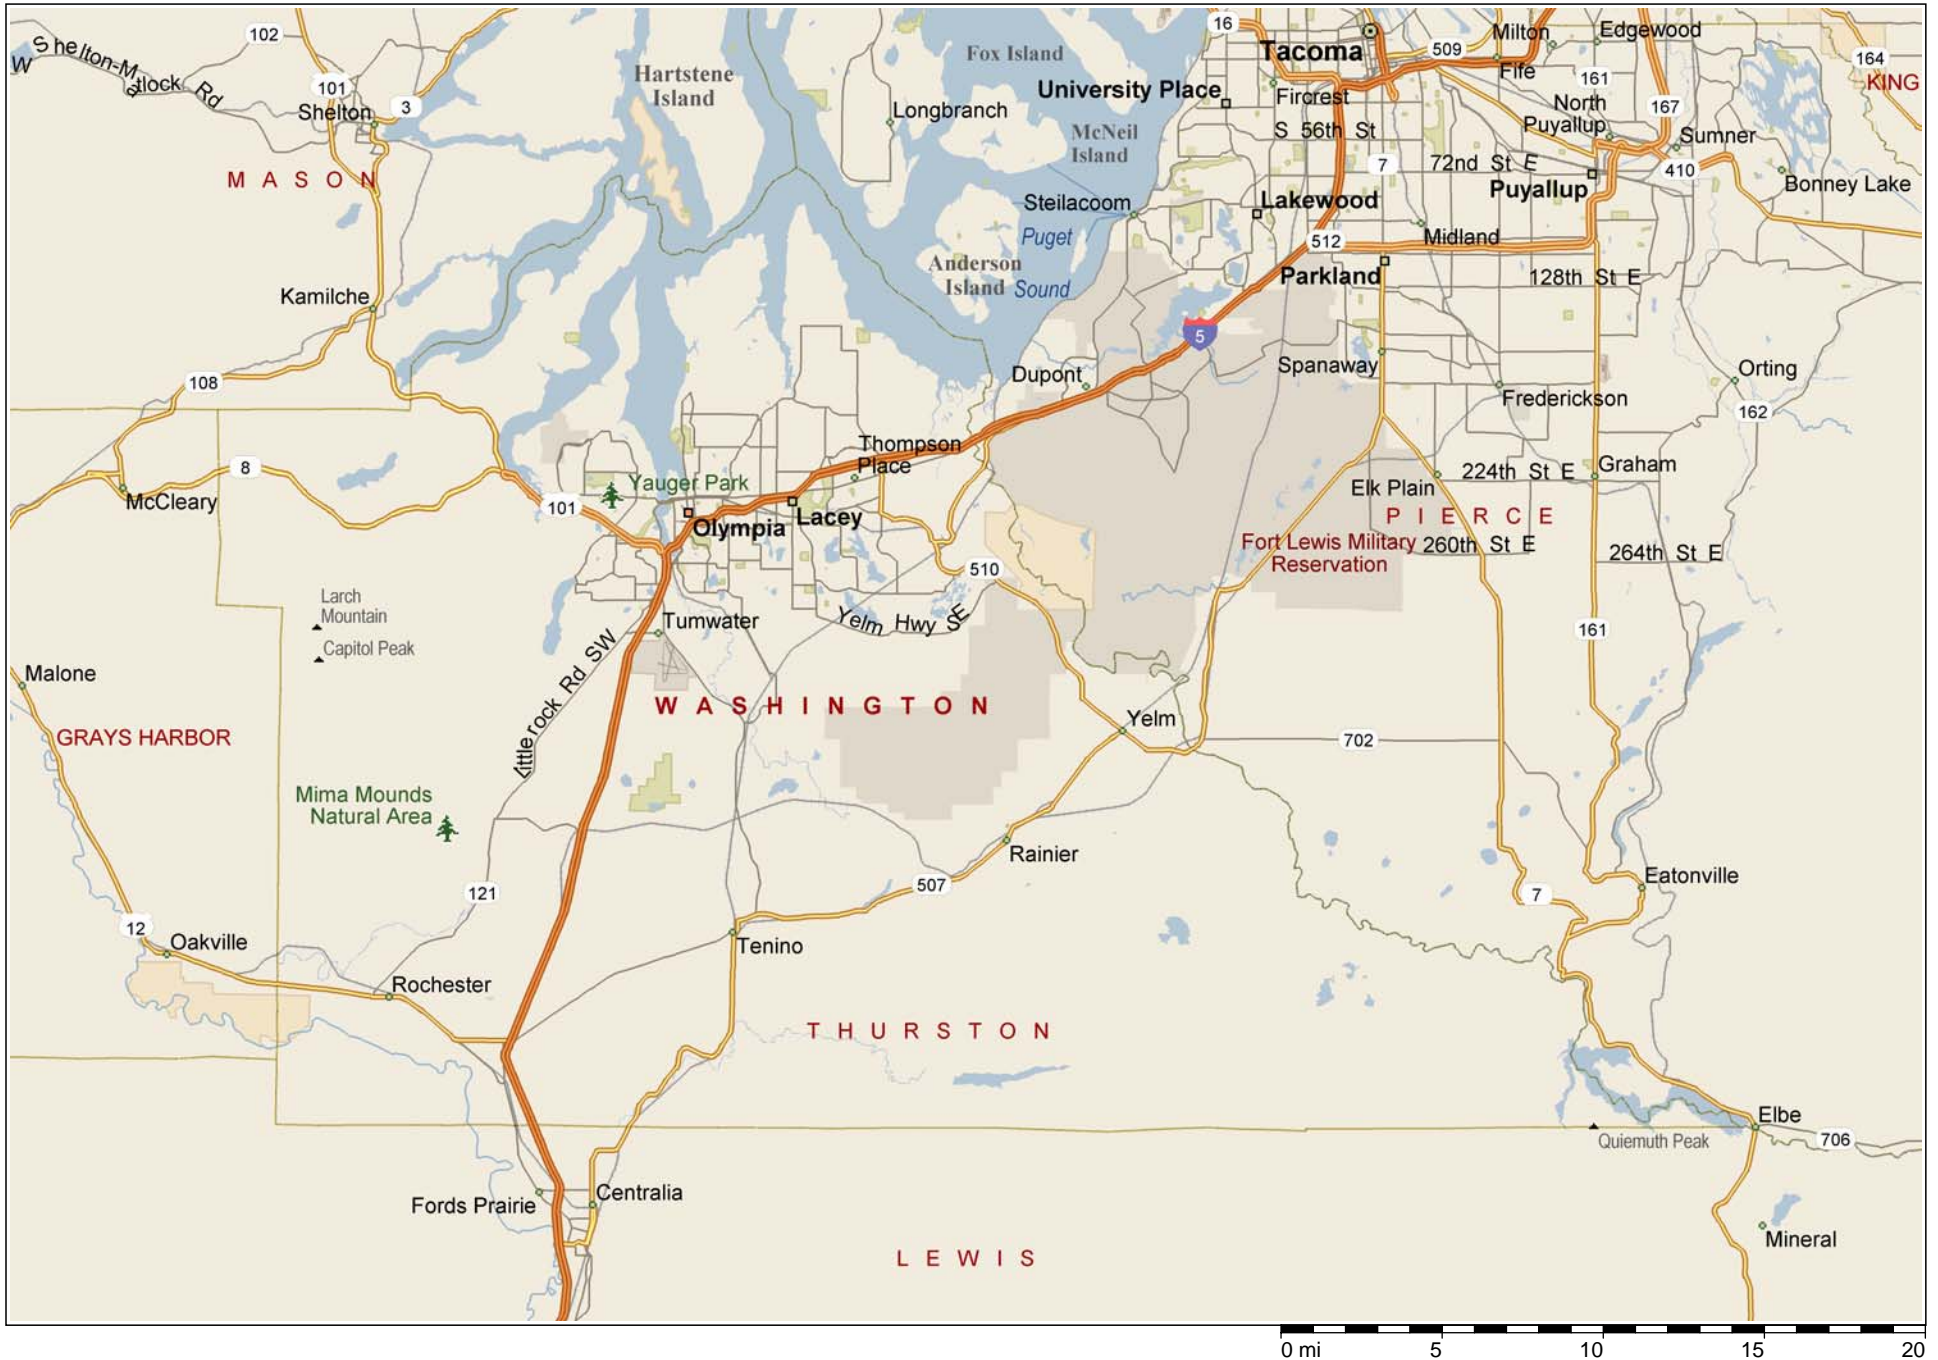 102
16
Milton
Edgewood
Fox Island
Tacoma
509
164
Shelton-Matlock Rd
W
Hartstene
Island
Fife
161
KING
101
University Place
Fircrest
North
Puyallup
167
3
Shelton
Longbranch
McNeil
Island
S 56th St
Sumner
7
72nd St E
410
MASON
Puyallup
Bonney Lake
Steilacoom
Lakewood
Puget
Sound
512
Midland
Anderson
Island
Parkland
128th St E
Kamilche
5
Spanaway
Dupont
Orting
108
Frederickson
162
Thompson
Place
8
224th St E
Graham
Yauger Park
Elk Plain
McCleary
101
Lacey
Olympia
PIERCE
Fort Lewis Military
Reservation
260th St E
264th St E
510
Larch
Mountain
Yelm Hwy SE
Tumwater
161
Capitol Peak
Littlerock Rd SW
Malone
WASHINGTON
Yelm
GRAYS HARBOR
702
Mima Mounds
Natural Area
Rainier
121
507
Eatonville
7
12
Oakville
Tenino
Rochester
THURSTON
Elbe
Quiemuth Peak
706
Fords Prairie
Centralia
Mineral
LEWIS
0 mi 5 10 15 20